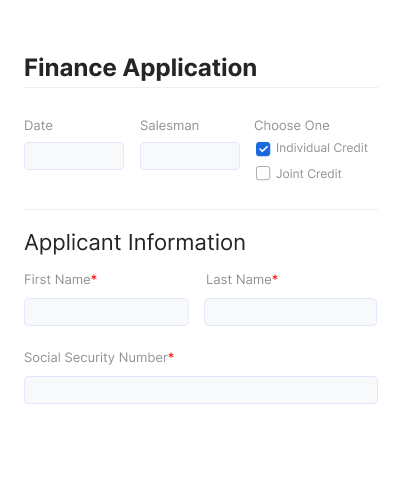 Finance Application
Date Salesman Choose One
Individual Credit
Joint Credit
Applicant Information
First Name* Last Name*
Social Security Number*